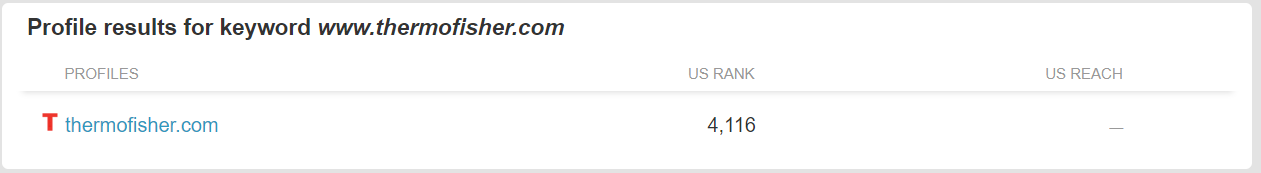 Profile results for keyword www.thermofisher.com
PROFILES US RANK US REACH
T thermofisher.com 4,116 —